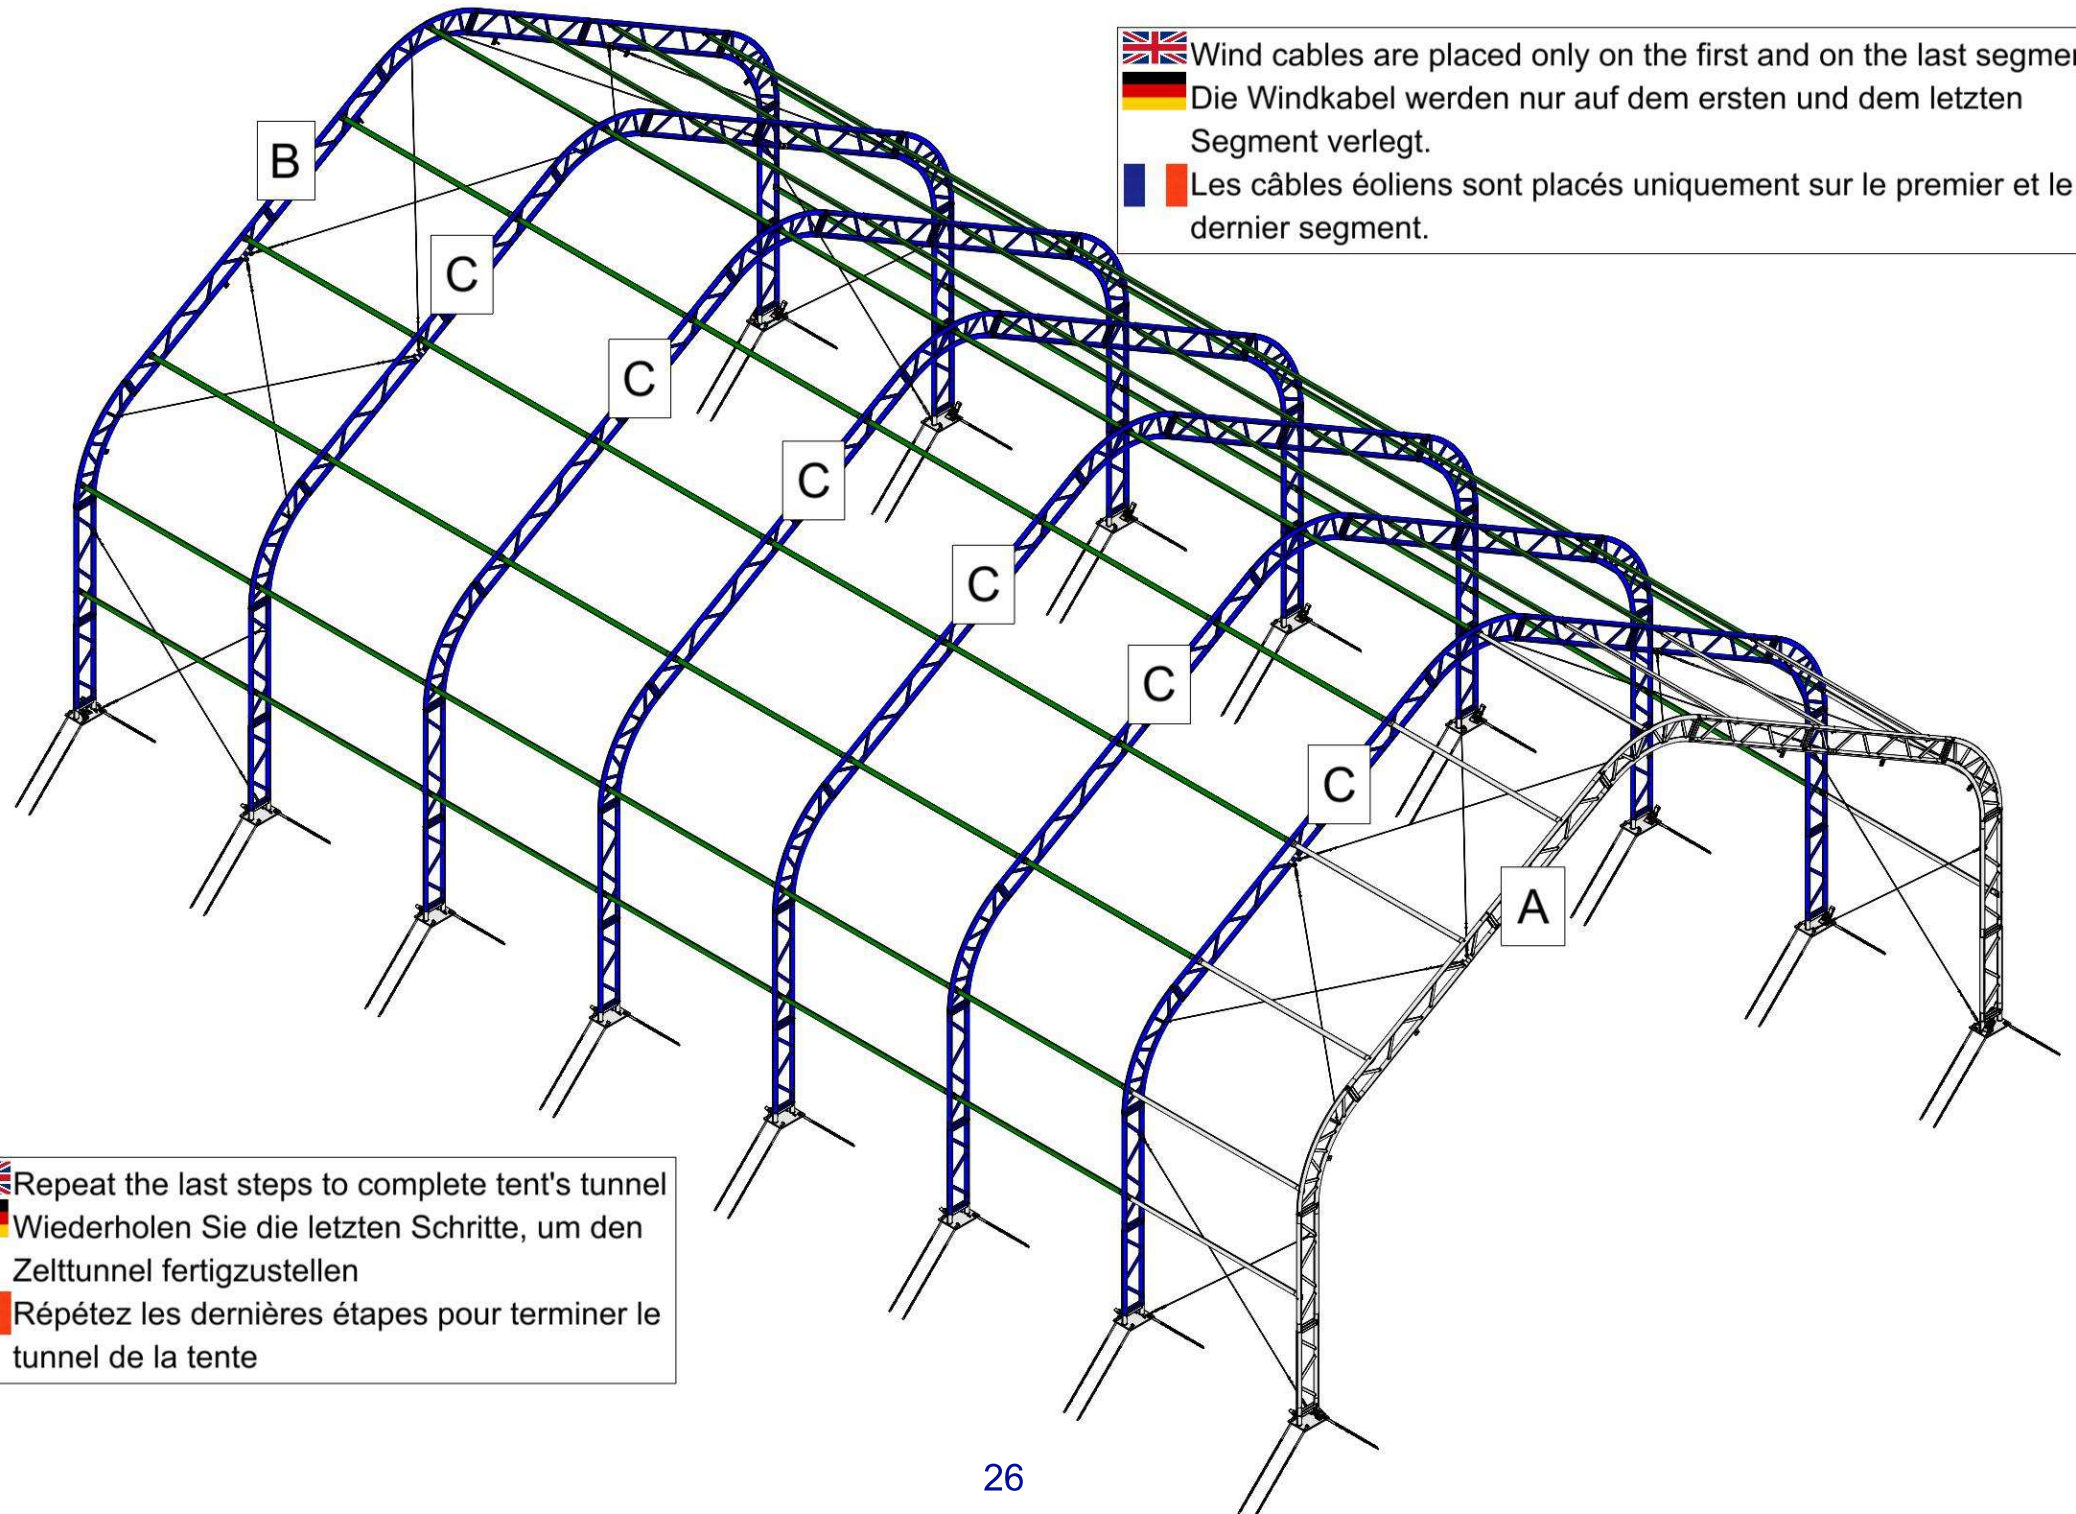 Wind cables are placed only on the first and on the last
Die Windkabel werden nur auf dem ersten und dem letzten
Segment verlegt.
Les câbles éoliens sont placés uniquement sur le premier et le
dernier segment.
B
C
C
C
C
C
C
A
Repeat the last steps to complete tent's tunnel
Wiederholen Sie die letzten Schritte, um den
Zelttunnel fertigzustellen
Répétez les dernières étapes pour terminer le
tunnel de la tente
26